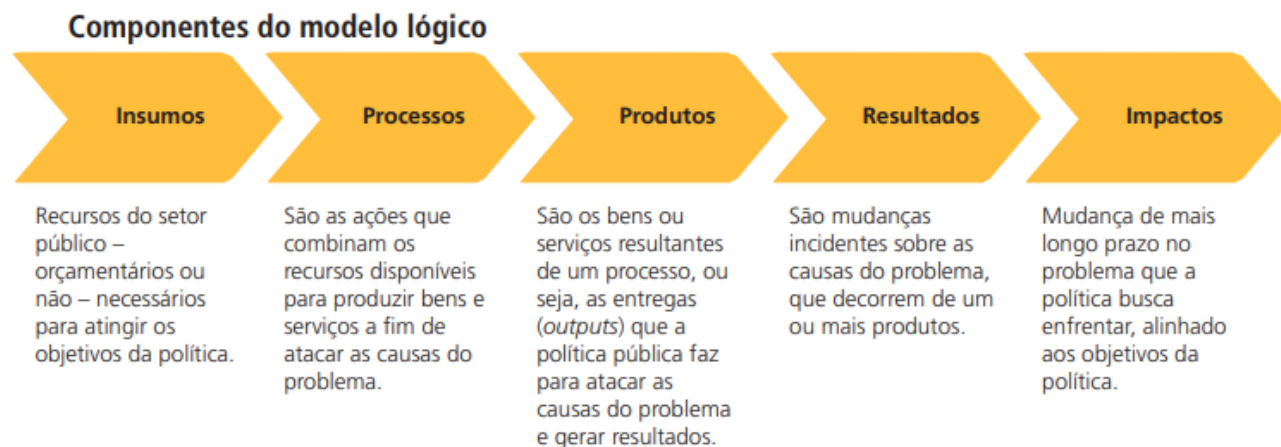 Componentes do modelo lógico
Insumos
Processos
Produtos
Resultados
Impactos
Recursos do setor
público –
orçamentários ou
não – necessários
para atingir os
objetivos da política.
São as ações que
combinam os
recursos disponíveis
para produzir bens e
serviços a fim de
atacar as causas do
problema.
São os bens ou
serviços resultantes
de um processo, ou
seja, as entregas
(outputs) que a
política pública faz
para atacar as
causas do problema
e gerar resultados.
São mudanças
incidentes sobre as
causas do problema,
que decorrem de um
ou mais produtos.
Mudança de mais
longo prazo no
problema que a
política busca
enfrentar, alinhado
aos objetivos da
política.